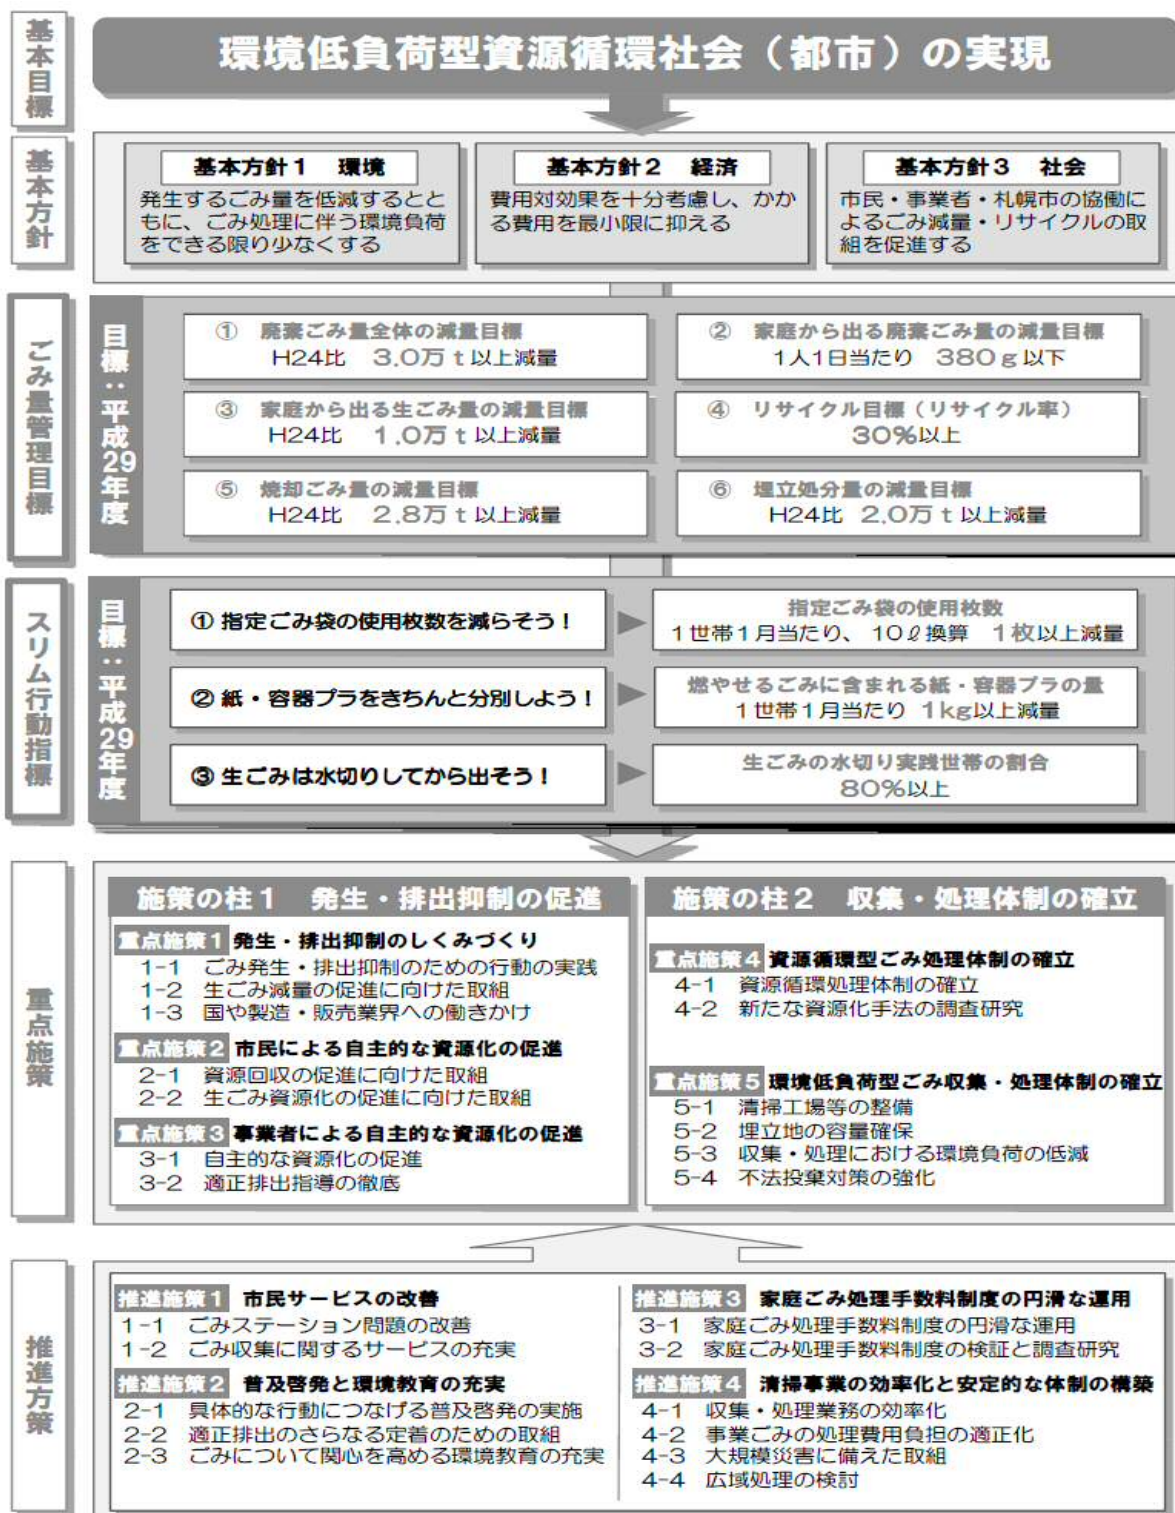 基本目標
環境低負荷型資源循環社会（都市）の実現
基本方針
基本方針１　環境
発生するごみ量を低減するとと
もに、ごみ処理に伴う環境負荷
をできる限り少なくする
基本方針２　経済
費用対効果を十分考慮し、かか
る費用を最小限に抑える
基本方針３　社会
市民・事業者・札幌市の協働に
よるごみ減量・リサイクルの取
組を促進する
ごみ量管理目標
目標：平成29年度
①　廃棄ごみ量全体の減量目標
H24比　3.0万ｔ以上減量
②　家庭から出る廃棄ごみ量の減量目標
1人1日当たり　380ｇ以下
③　家庭から出る生ごみ量の減量目標
H24比　1.0万ｔ以上減量
④　リサイクル目標（リサイクル率）
30%以上
⑤　焼却ごみ量の減量目標
H24比　2.8万ｔ以上減量
⑥　埋立処分量の減量目標
H24比　2.0万ｔ以上減量
スリム行動指標
目標：平成29年度
① 指定ごみ袋の使用枚数を減らそう！
指定ごみ袋の使用枚数
1世帯1月当たり、10ℓ換算　1枚以上減量
② 紙・容器プラをきちんと分別しよう！
燃やせるごみに含まれる紙・容器プラの量
1世帯1月当たり　1kg以上減量
③ 生ごみは水切りしてから出そう！
生ごみの水切り実践世帯の割合
80%以上
重点施策
施策の柱１　発生・排出抑制の促進
重点施策１ 発生・排出抑制のしくみづくり
1-1　ごみ発生・排出抑制のための行動の実践
1-2　生ごみ減量の促進に向けた取組
1-3　国や製造・販売業界への働きかけ
重点施策２ 市民による自主的な資源化の促進
2-1　資源回収の促進に向けた取組
2-2　生ごみ資源化の促進に向けた取組
重点施策３ 事業者による自主的な資源化の促進
3-1　自主的な資源化の促進
3-2　適正排出指導の徹底
施策の柱２　収集・処理体制の確立
重点施策４ 資源循環型ごみ処理体制の確立
4-1　資源循環処理体制の確立
4-2　新たな資源化手法の調査研究
重点施策５ 環境低負荷型ごみ収集・処理体制の確立
5-1　清掃工場等の整備
5-2　埋立地の容量確保
5-3　収集・処理における環境負荷の低減
5-4　不法投棄対策の強化
推進方策
推進施策１ 市民サービスの改善
1-1　ごみステーション問題の改善
1-2　ごみ収集に関するサービスの充実
推進施策２ 普及啓発と環境教育の充実
2-1　具体的な行動につなげる普及啓発の実施
2-2　適正排出のさらなる定着のための取組
2-3　ごみについて関心を高める環境教育の充実
推進施策３ 家庭ごみ処理手数料制度の円滑な運用
3-1　家庭ごみ処理手数料制度の円滑な運用
3-2　家庭ごみ処理手数料制度の検証と調査研究
推進施策４ 清掃事業の効率化と安定的な体制の構築
4-1　収集・処理業務の効率化
4-2　事業ごみの処理費用負担の適正化
4-3　大規模災害に備えた取組
4-4　広域処理の検討